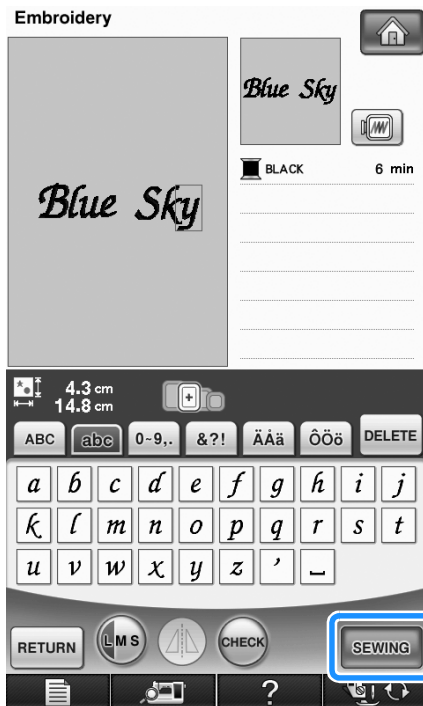 Embroidery
Blue Sky
Blue Sky
BLACK 6 min
4.3 cm
14.8 cm
ABC abc 0~9,. &?! ÄÅä ÔÖö DELETE
a b c d e f g h i j
k l m n o p q r s t
u v w x y z ’ ⎵
RETURN L M S CHECK SEWING
?